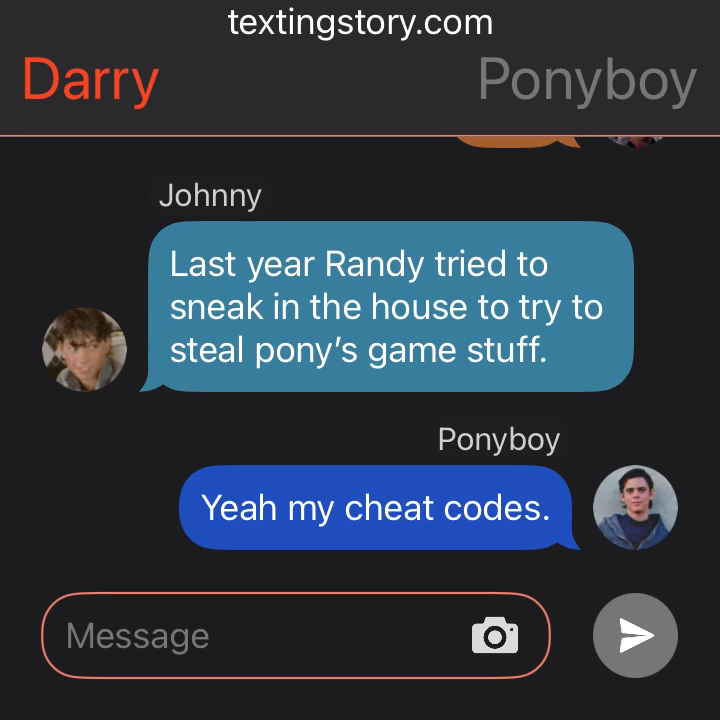 textingstory.com
Darry
Ponyboy
Johnny
Last year Randy tried to
sneak in the house to try to
steal pony’s game stuff.
Ponyboy
Yeah my cheat codes.
Message